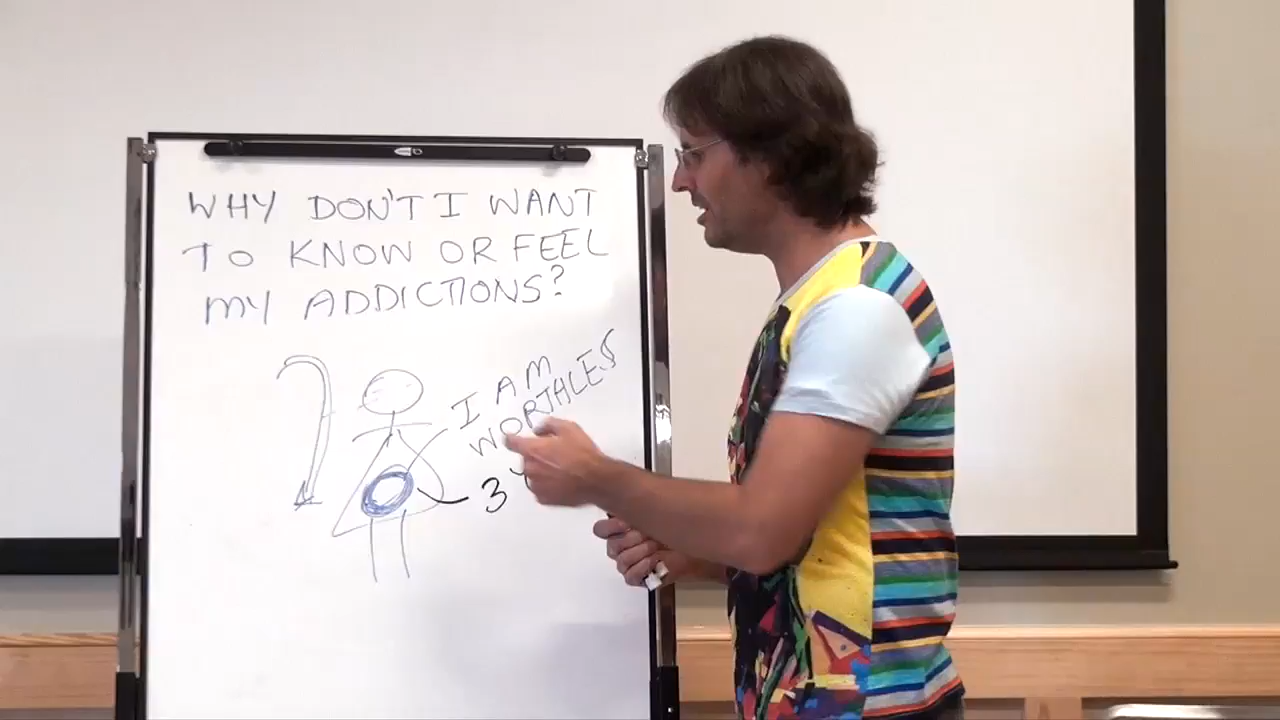 WHY DON'T I WANT
TO KNOW OR FEEL
MY ADDICTIONS?
I AM
WORTHLESS
3